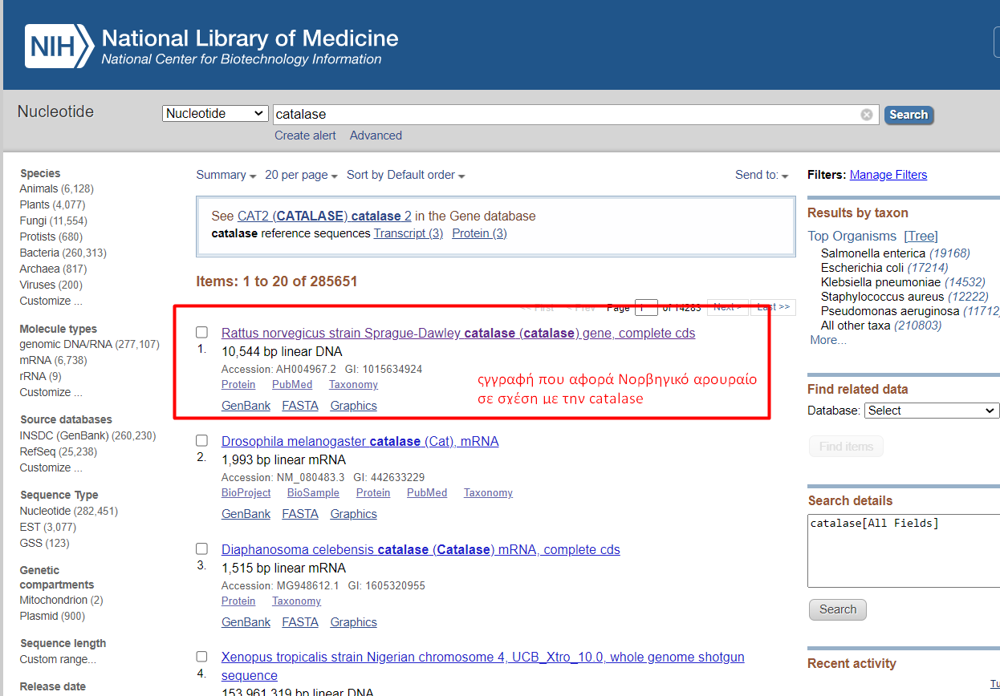 NIH National Library of Medicine
National Center for Biotechnology Information
Nucleotide
Nucleotide
catalase
Search
Create alert Advanced
Species
Animals (6,128)
Plants (4,077)
Fungi (11,554)
Protists (680)
Bacteria (260,313)
Archaea (817)
Viruses (200)
Customize ...
Molecule types
genomic DNA/RNA (277,107)
mRNA (6,738)
rRNA (9)
Customize ...
Source databases
INSDC (GenBank) (260,230)
RefSeq (25,238)
Customize ...
Sequence Type
Nucleotide (282,451)
EST (3,077)
GSS (123)
Genetic
compartments
Mitochondrion (2)
Plasmid (900)
Sequence length
Custom range...
Release date
Summary 20 per page Sort by Default order Send to:
See CAT2 (CATALASE) catalase 2 in the Gene database
catalase reference sequences Transcript (3) Protein (3)
Items: 1 to 20 of 285651
<< First < Prev Page 1 of 14283 Next > Last >>
Rattus norvegicus strain Sprague-Dawley catalase (catalase) gene, complete cds
1. 10,544 bp linear DNA
Accession: AH004967.2 GI: 1015634924
Protein PubMed Taxonomy
GenBank FASTA Graphics
ςγγραφή που αφορά Νορβηγικό αρουραίο
σε σχέση με την catalase
Drosophila melanogaster catalase (Cat), mRNA
2. 1,993 bp linear mRNA
Accession: NM_080483.3 GI: 442633229
BioProject BioSample Protein PubMed Taxonomy
GenBank FASTA Graphics
Diaphanosoma celebensis catalase (Catalase) mRNA, complete cds
3. 1,515 bp linear mRNA
Accession: MG948612.1 GI: 1605320955
Protein Taxonomy
GenBank FASTA Graphics
Xenopus tropicalis strain Nigerian chromosome 4, UCB_Xtro_10.0, whole genome shotgun
4. sequence
153,961,319 bp linear DNA
Filters: Manage Filters
Results by taxon
Top Organisms [Tree]
Salmonella enterica (19168)
Escherichia coli (17214)
Klebsiella pneumoniae (14532)
Staphylococcus aureus (12222)
Pseudomonas aeruginosa (11712)
All other taxa (210803)
More...
Find related data
Database: Select
Find items
Search details
catalase[All Fields]
Search
Recent activity
Tu